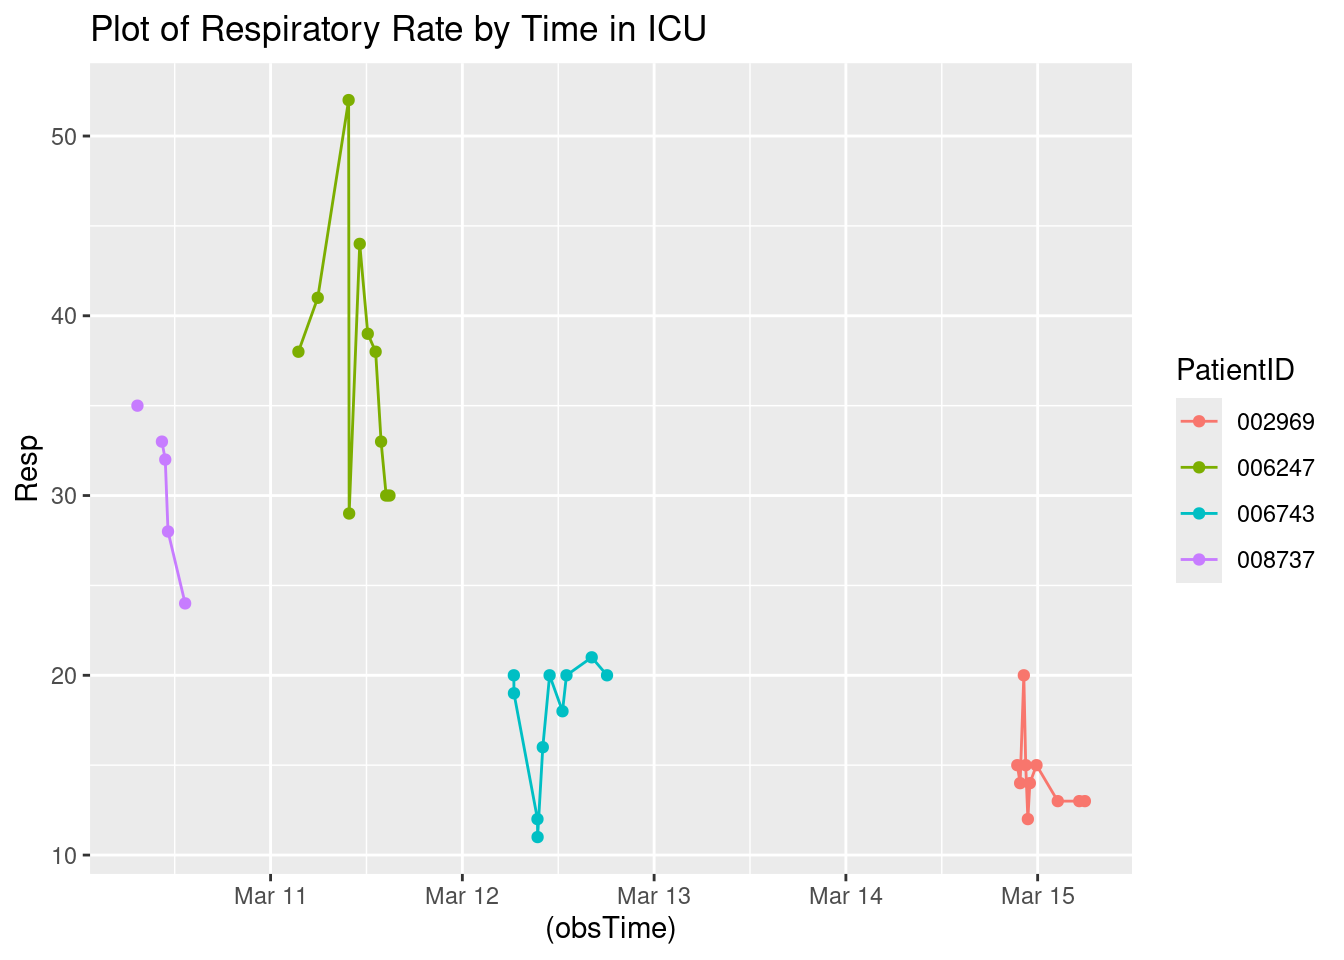 Plot of Respiratory Rate by Time in ICU
Resp
50
40
30
20
10
Mar 11
Mar 12
Mar 13
Mar 14
Mar 15
(obsTime)
PatientID
002969
006247
006743
008737